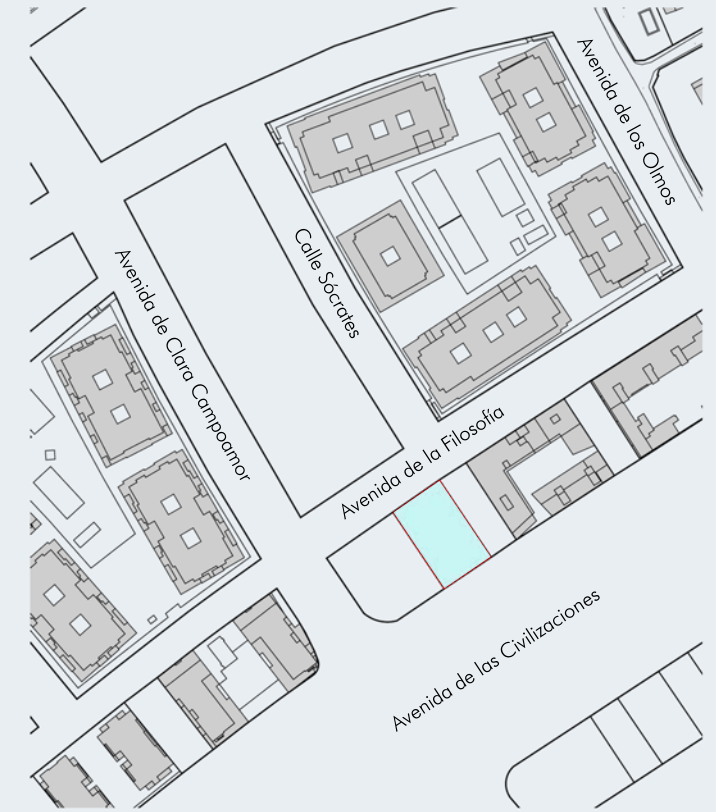 Avenida de los Olmos
Calle Sócrates
Avenida de Clara Campoamor
Avenida de la Filosofía
Avenida de las Civilizaciones